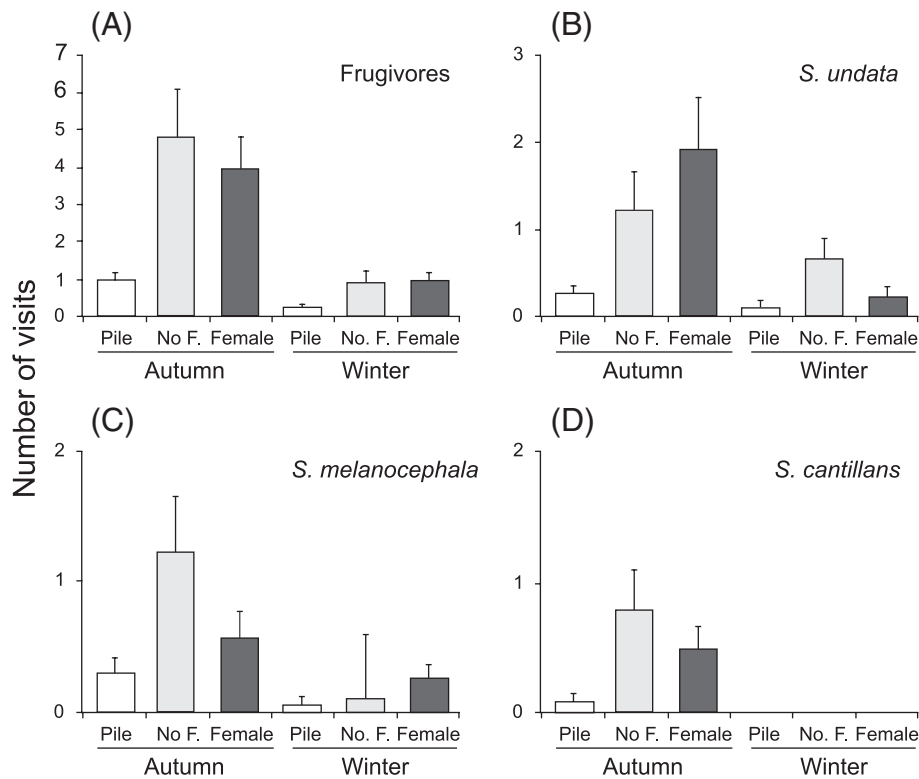 Number of visits
(A)
Frugivores
7
6
5
4
3
2
1
0
Pile No F. Female Pile No. F. Female
Autumn Winter
(B)
S. undata
3
2
1
0
Pile No F. Female Pile No. F. Female
Autumn Winter
(C)
S. melanocephala
2
1
0
Pile No F. Female Pile No. F. Female
Autumn Winter
(D)
S. cantillans
2
1
0
Pile No F. Female Pile No. F. Female
Autumn Winter